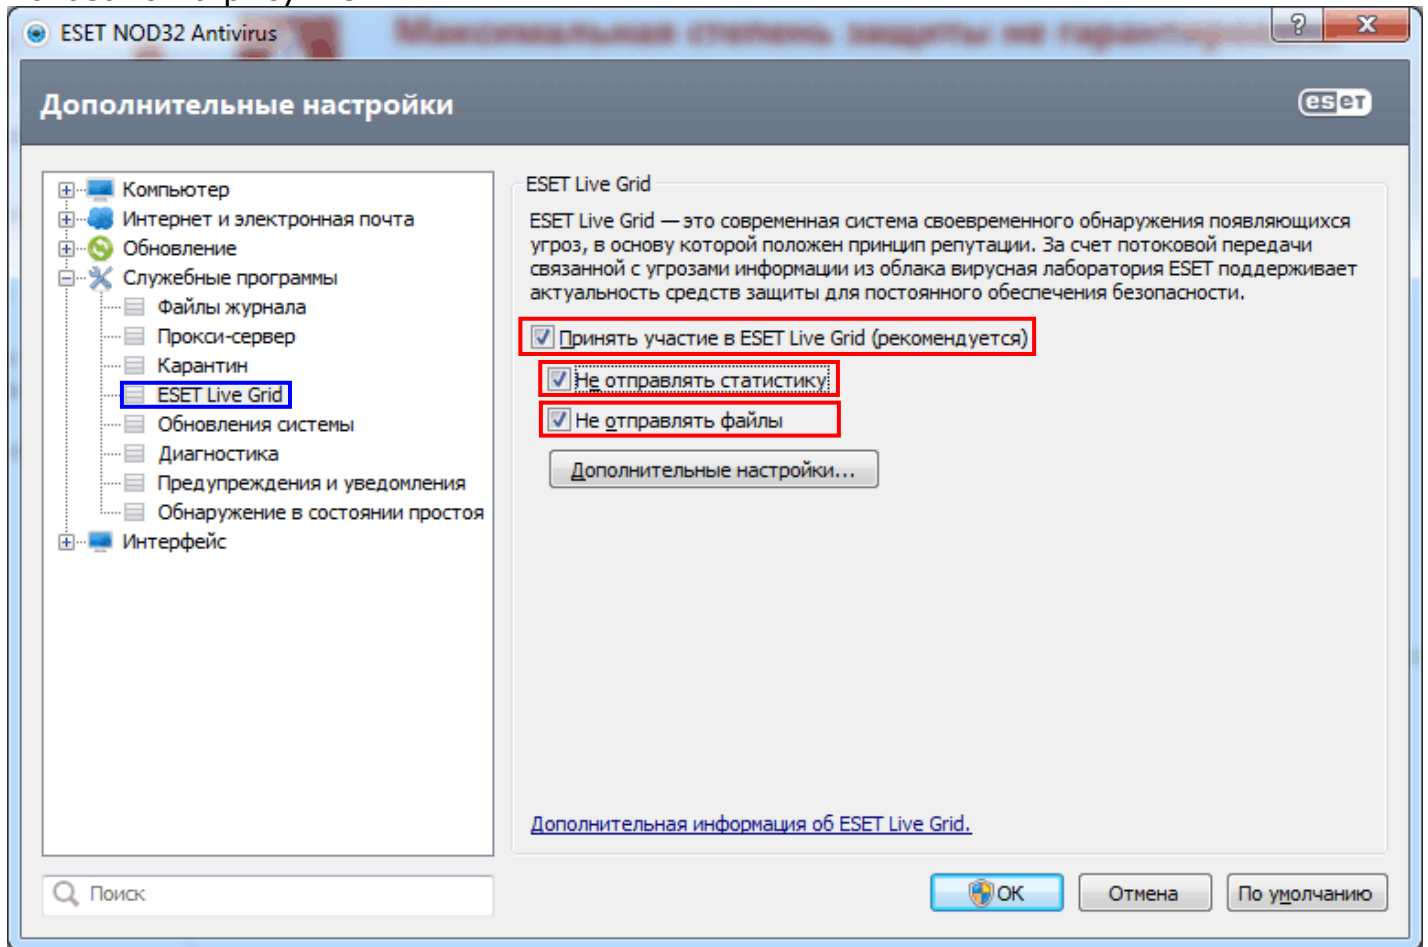 ESET NOD32 Antivirus
Дополнительные настройки
eset
Компьютер
Интернет и электронная почта
Обновление
Служебные программы
Файлы журнала
Прокси-сервер
Карантин
ESET Live Grid
Обновления системы
Диагностика
Предупреждения и уведомления
Обнаружение в состоянии простоя
Интерфейс
Поиск
ESET Live Grid
ESET Live Grid — это современная система своевременного обнаружения появляющихся
угроз, в основу которой положен принцип репутации. За счет потоковой передачи
связанной с угрозами информации из облака вирусная лаборатория ESET поддерживает
актуальность средств защиты для постоянного обеспечения безопасности.
Принять участие в ESET Live Grid (рекомендуется)
Не отправлять статистику
Не отправлять файлы
Дополнительные настройки...
Дополнительная информация об ESET Live Grid.
OK
Отмена
По умолчанию